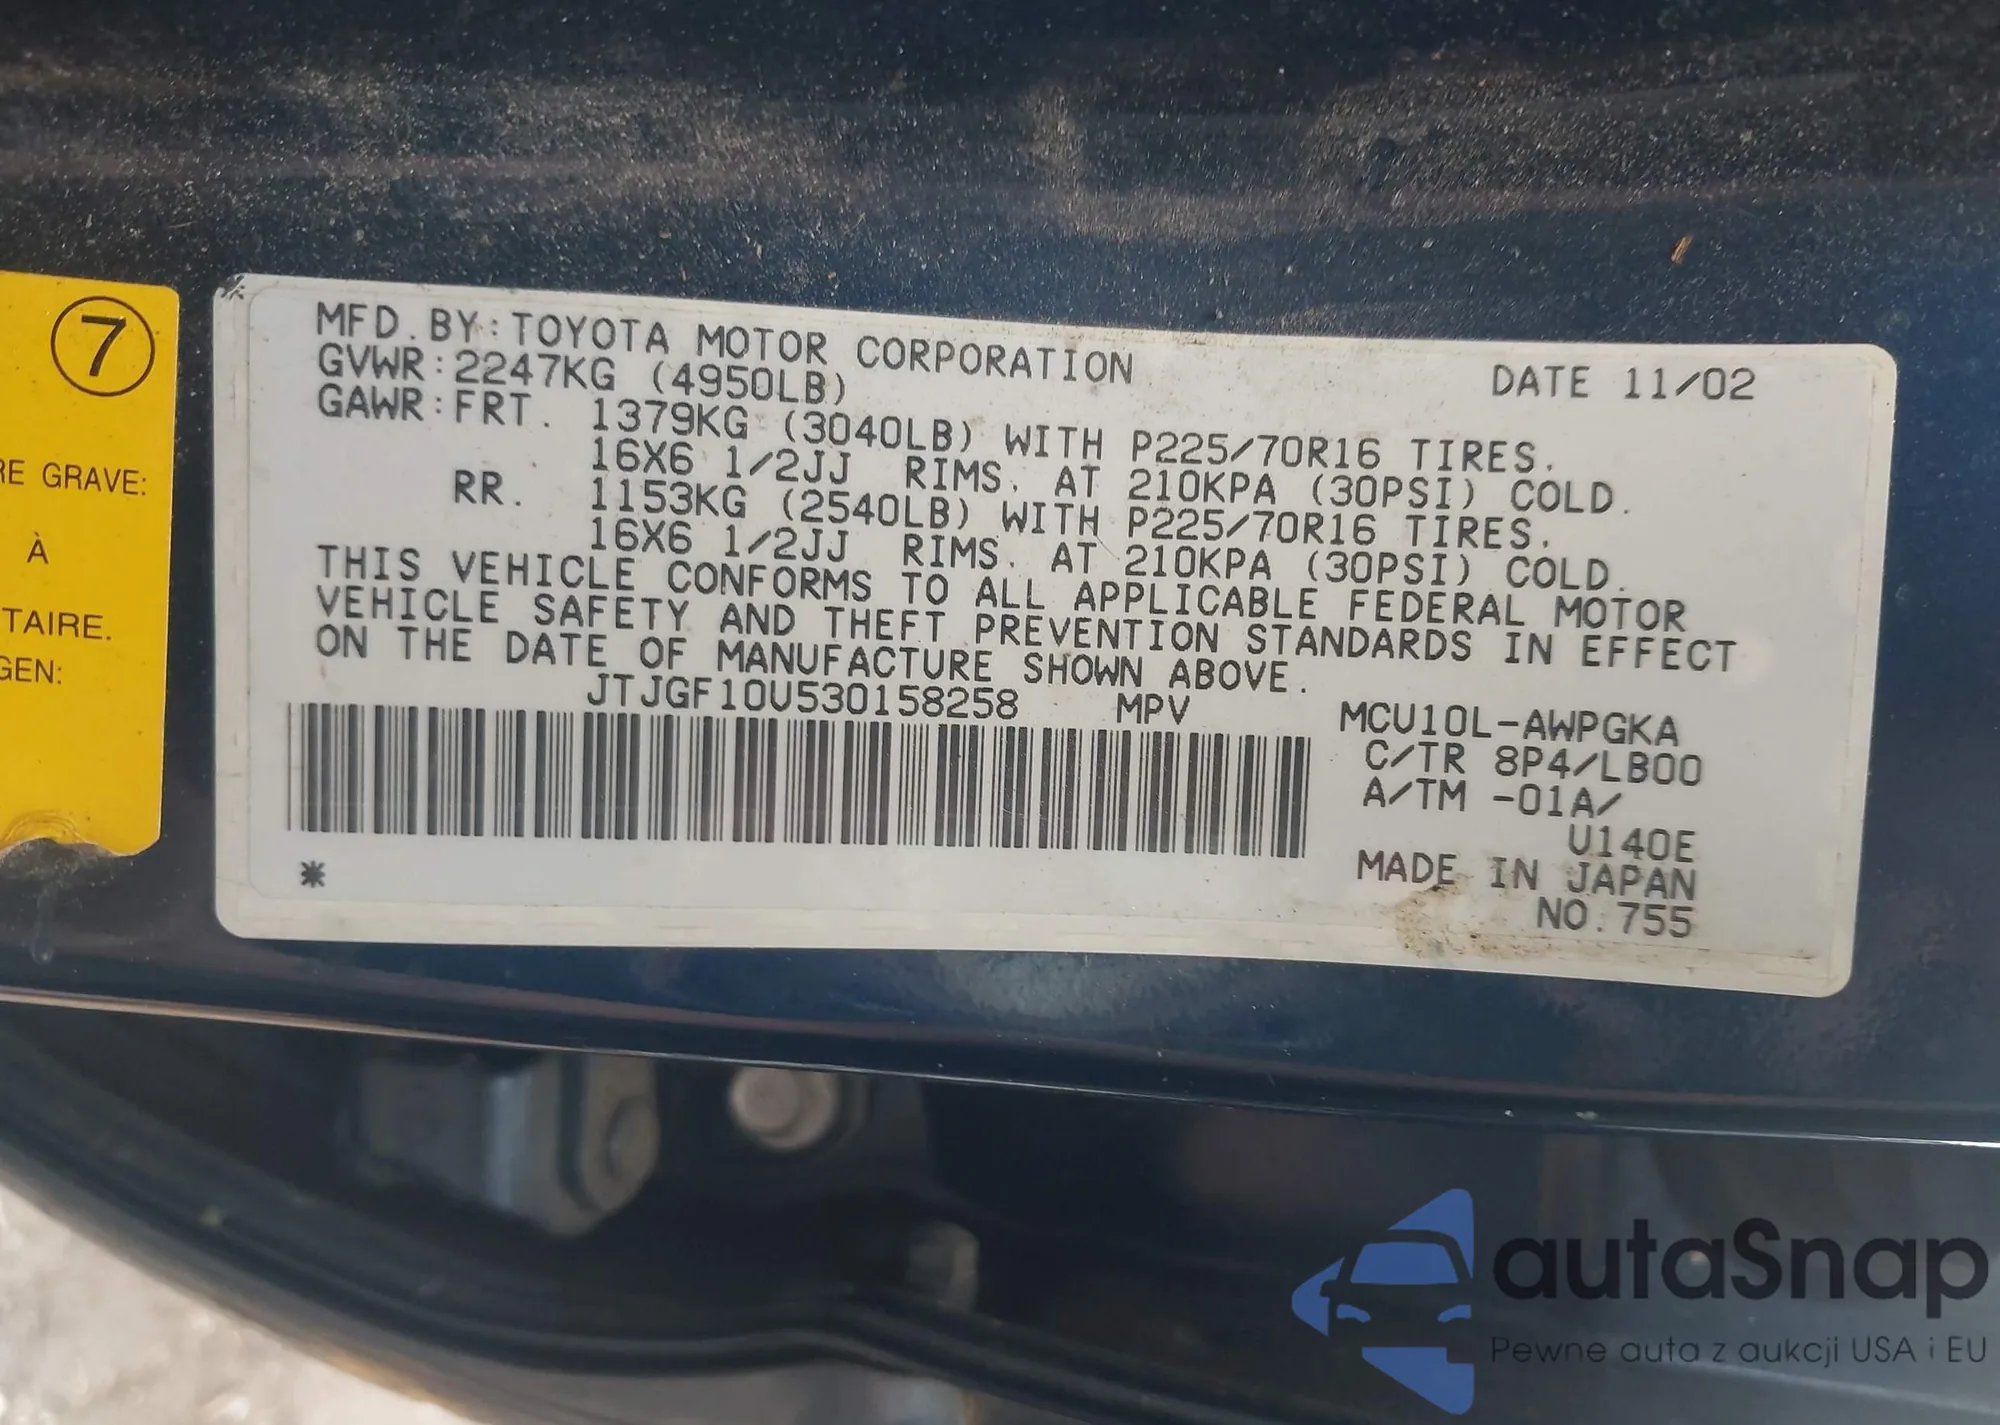 7
RE GRAVE:
À
TAIRE.
GEN:
MFD. BY: TOYOTA MOTOR CORPORATION DATE 11/02
GVWR: 2247KG (4950LB)
GAWR: FRT. 1379KG (3040LB) WITH P225/70R16 TIRES.
16X6 1/2JJ RIMS. AT 210KPA (30PSI) COLD.
RR. 1153KG (2540LB) WITH P225/70R16 TIRES.
16X6 1/2JJ RIMS. AT 210KPA (30PSI) COLD.
THIS VEHICLE CONFORMS TO ALL APPLICABLE FEDERAL MOTOR
VEHICLE SAFETY AND THEFT PREVENTION STANDARDS IN EFFECT
ON THE DATE OF MANUFACTURE SHOWN ABOVE.
JTJGF10U530158258 MPV
MCU10L-AWPGKA
C/TR 8P4/LB00
A/TM -01A/
U140E
MADE IN JAPAN
NO. 755
*
autaSnap
Pewne auta z aukcji USA i EU